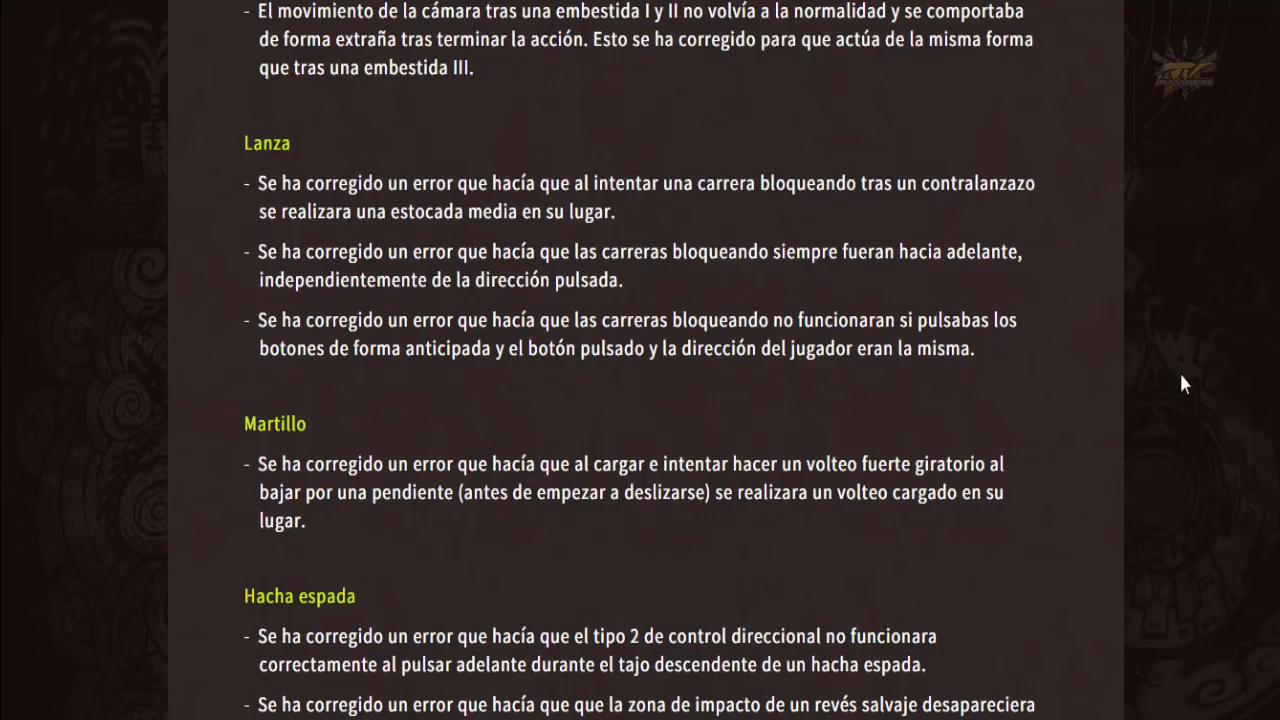 - El movimiento de la cámara tras una embestida I y II no volvía a la normalidad y se comportaba
de forma extraña tras terminar la acción. Esto se ha corregido para que actúa de la misma forma
que tras una embestida III.
Lanza
- Se ha corregido un error que hacía que al intentar una carrera bloqueando tras un contralanzazo
se realizara una estocada media en su lugar.
- Se ha corregido un error que hacía que las carreras bloqueando siempre fueran hacia adelante,
independientemente de la dirección pulsada.
- Se ha corregido un error que hacía que las carreras bloqueando no funcionaran si pulsabas los
botones de forma anticipada y el botón pulsado y la dirección del jugador eran la misma.
Martillo
- Se ha corregido un error que hacía que al cargar e intentar hacer un volteo fuerte giratorio al
bajar por una pendiente (antes de empezar a deslizarse) se realizara un volteo cargado en su
lugar.
Hacha espada
- Se ha corregido un error que hacía que el tipo 2 de control direccional no funcionara
correctamente al pulsar adelante durante el tajo descendente de un hacha espada.
- Se ha corregido un error que hacía que que la zona de impacto de un revés salvaje desapareciera